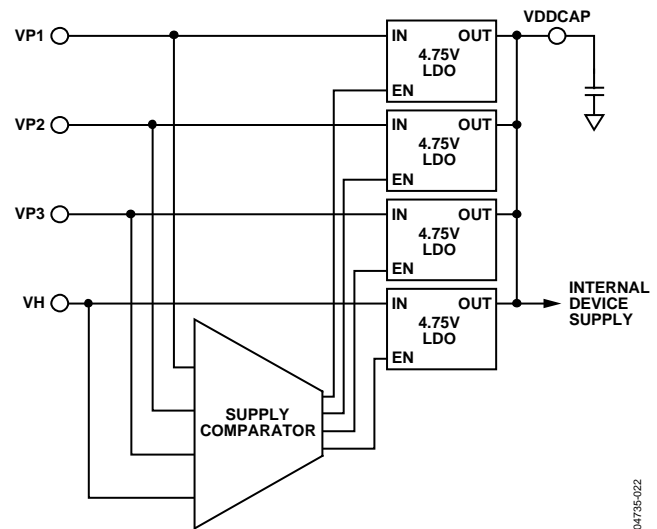 VDDCAP
VP1
IN OUT
4.75V
LDO
EN
VP2
IN OUT
4.75V
LDO
EN
VP3
IN OUT
4.75V
LDO
EN
VH
IN OUT
4.75V
LDO
EN
INTERNAL
DEVICE
SUPPLY
SUPPLY
COMPARATOR
04735-022